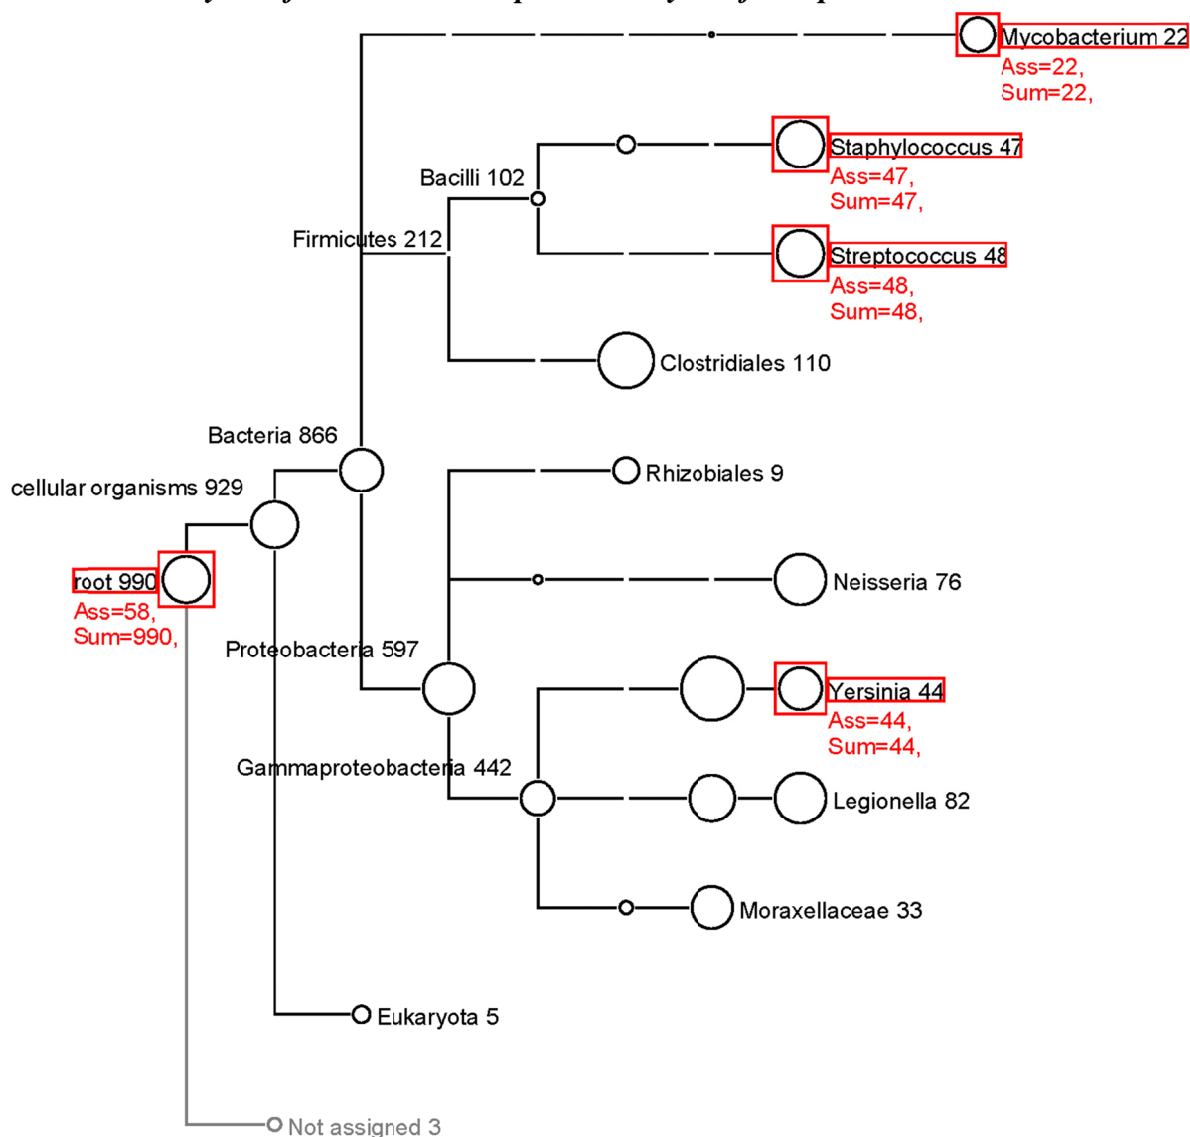 Mycobacterium 22
Ass=22,
Sum=22,
Staphylococcus 47
Ass=47,
Sum=47,
Bacilli 102
Firmicutes 212
Streptococcus 48
Ass=48,
Sum=48,
Clostridiales 110
Bacteria 866
Rhizobiales 9
cellular organisms 929
root 990
Ass=58,
Sum=990,
Neisseria 76
Proteobacteria 597
Yersinia 44
Ass=44,
Sum=44,
Gammaproteobacteria 442
Legionella 82
Moraxellaceae 33
Eukaryota 5
Not assigned 3